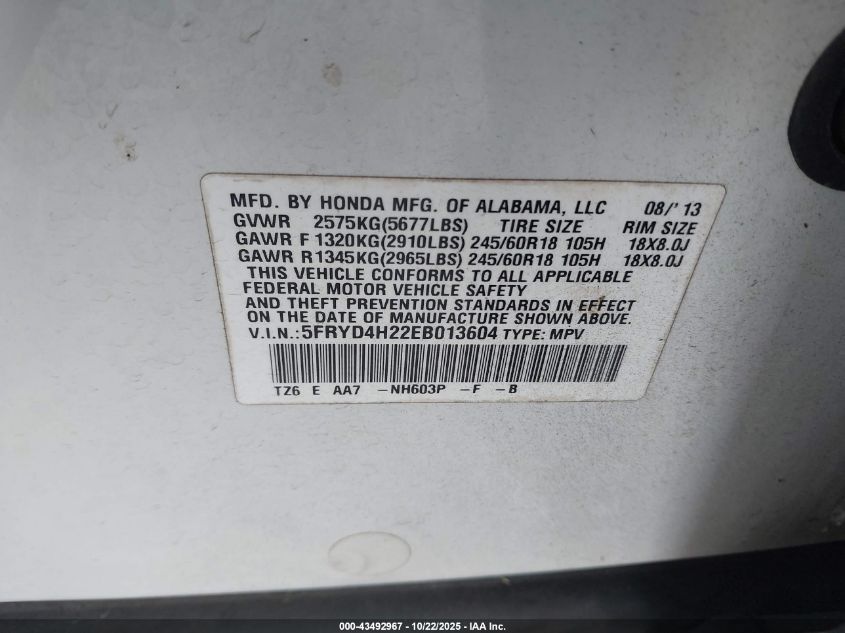 MFD. BY HONDA MFG. OF ALABAMA, LLC 08/' 13
GVWR 2575KG(5677LBS) TIRE SIZE RIM SIZE
GAWR F 1320KG(2910LBS) 245/60R18 105H 18X8.0J
GAWR R1345KG(2965LBS) 245/60R18 105H 18X8.0J
THIS VEHICLE CONFORMS TO ALL APPLICABLE
FEDERAL MOTOR VEHICLE SAFETY
AND THEFT PREVENTION STANDARDS IN EFFECT
ON THE DATE OF MANUFACTURE SHOWN ABOVE.
V.I.N.:5FRYD4H22EB013604 TYPE: MPV
TZ6 E AA7 -NH603P -F -B
000-43492967 - 10/22/2025 - IAA Inc.